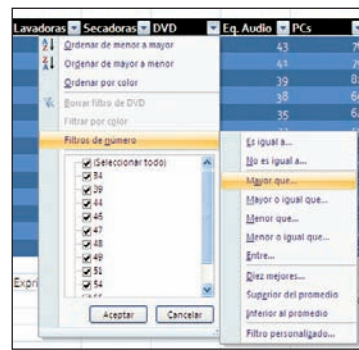 Lavadoras Secadoras DVD Eq. Audio PCs
Ordenar de menor a mayor
Ordenar de mayor a menor
Ordenar por color
Borrar filtro de DVD
Filtrar por color
Filtros de número
(Seleccionar todo)
34
39
44
46
47
48
49
51
54
Aceptar Cancelar
43
41
39
38
35
Es igual a...
No es igual a...
Mayor que...
Mayor o igual que...
Menor que...
Menor o igual que...
Entre...
Diez mejores...
Superior del promedio
Inferior al promedio
Filtro personalizado...
Expri